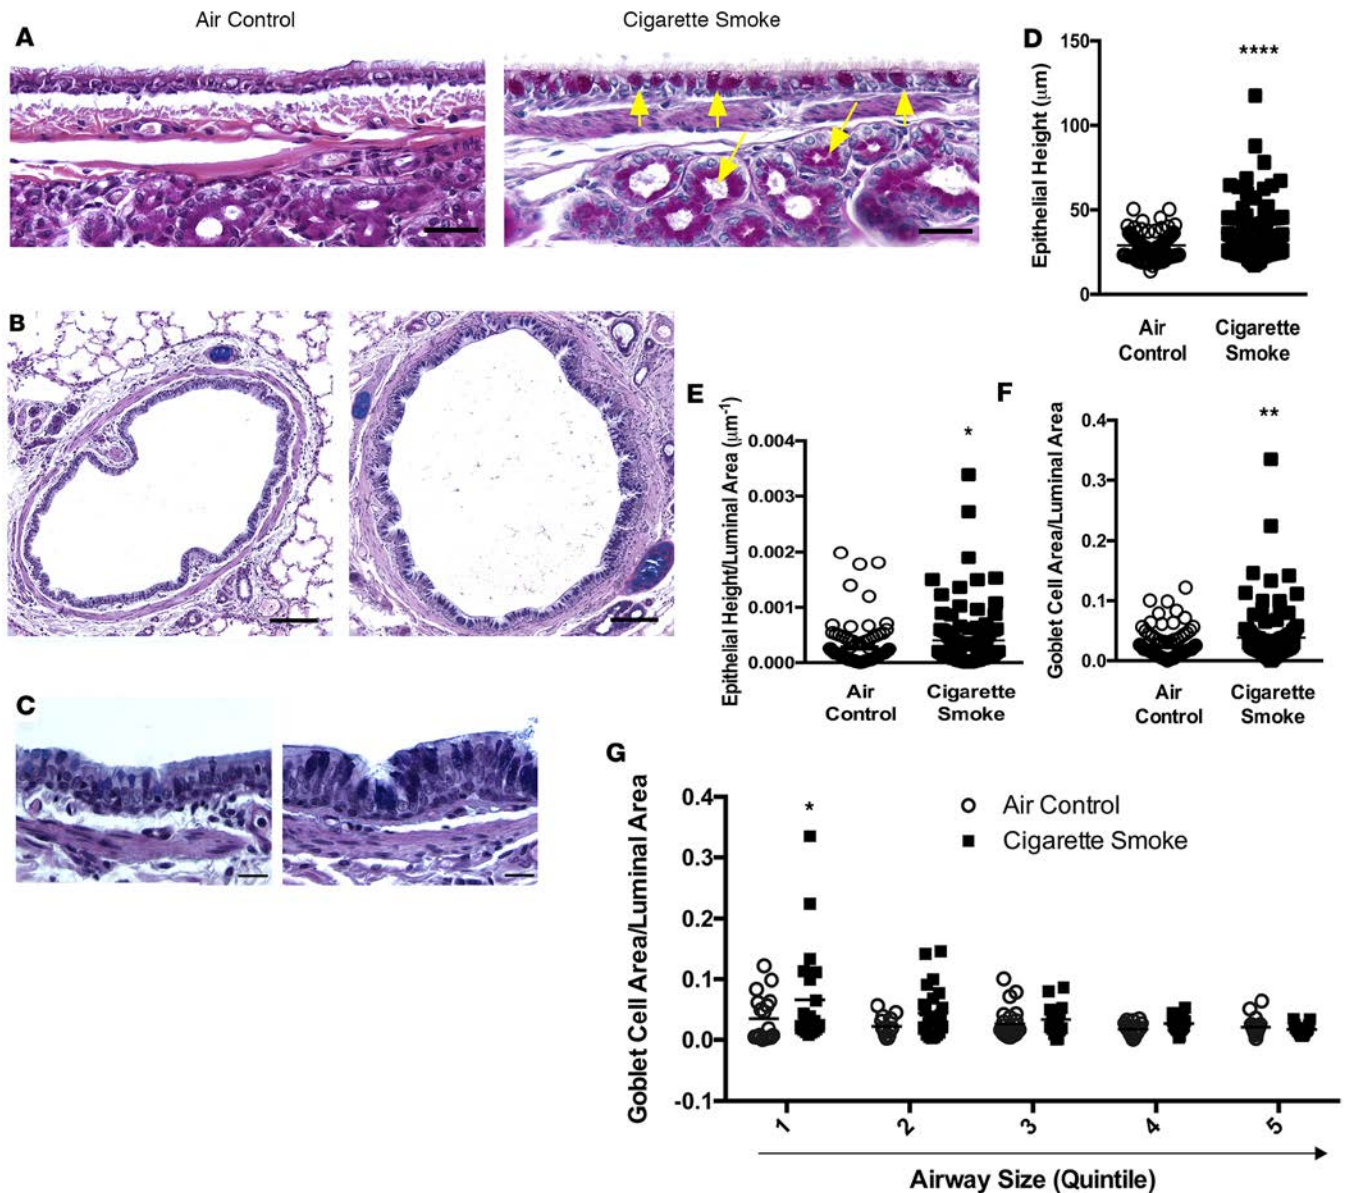 Air Control
Cigarette Smoke
A
B
C
D
Epithelial Height (μm)
150
100
50
0
****
Air
Control
Cigarette
Smoke
E
Epithelial Height/Luminal Area (μm⁻¹)
0.004
0.003
0.002
0.001
0.000
*
Air
Control
Cigarette
Smoke
F
Goblet Cell Area/Luminal Area
0.4
0.3
0.2
0.1
0.0
**
Air
Control
Cigarette
Smoke
G
Goblet Cell Area/Luminal Area
0.4
0.3
0.2
0.1
0.0
-0.1
*
Air Control
Cigarette Smoke
1
2
3
4
5
Airway Size (Quintile)